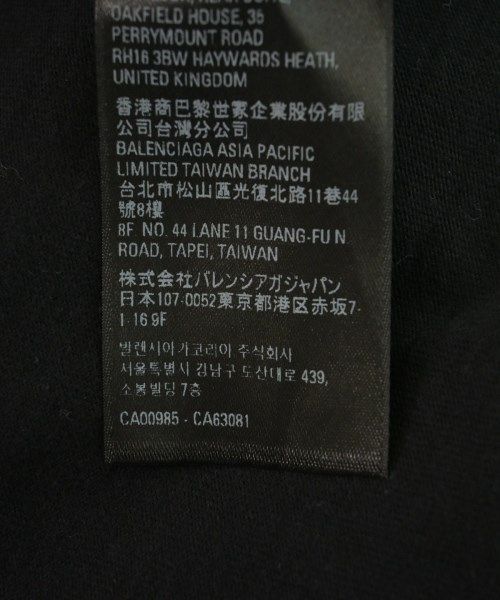 OAKFIELD HOUSE, 35
PERRYMOUNT ROAD
RH16 3BW HAYWARDS HEATH,
UNITED KINGDOM
香港商巴黎世家企業股份有限
公司台灣分公司
BALENCIAGA ASIA PACIFIC
LIMITED TAIWAN BRANCH
台北市松山區光復北路11巷44
號8樓
8F. NO. 44 LANE 11 GUANG-FU N.
ROAD, TAPEI, TAIWAN
株式会社バレンシアガジャパン
日本107-0052東京都港区赤坂7-
1-16 9F
발렌시아가코리아 주식회사
서울특별시 강남구 도산대로 439,
소봉빌딩 7층
CA00985 - CA63081